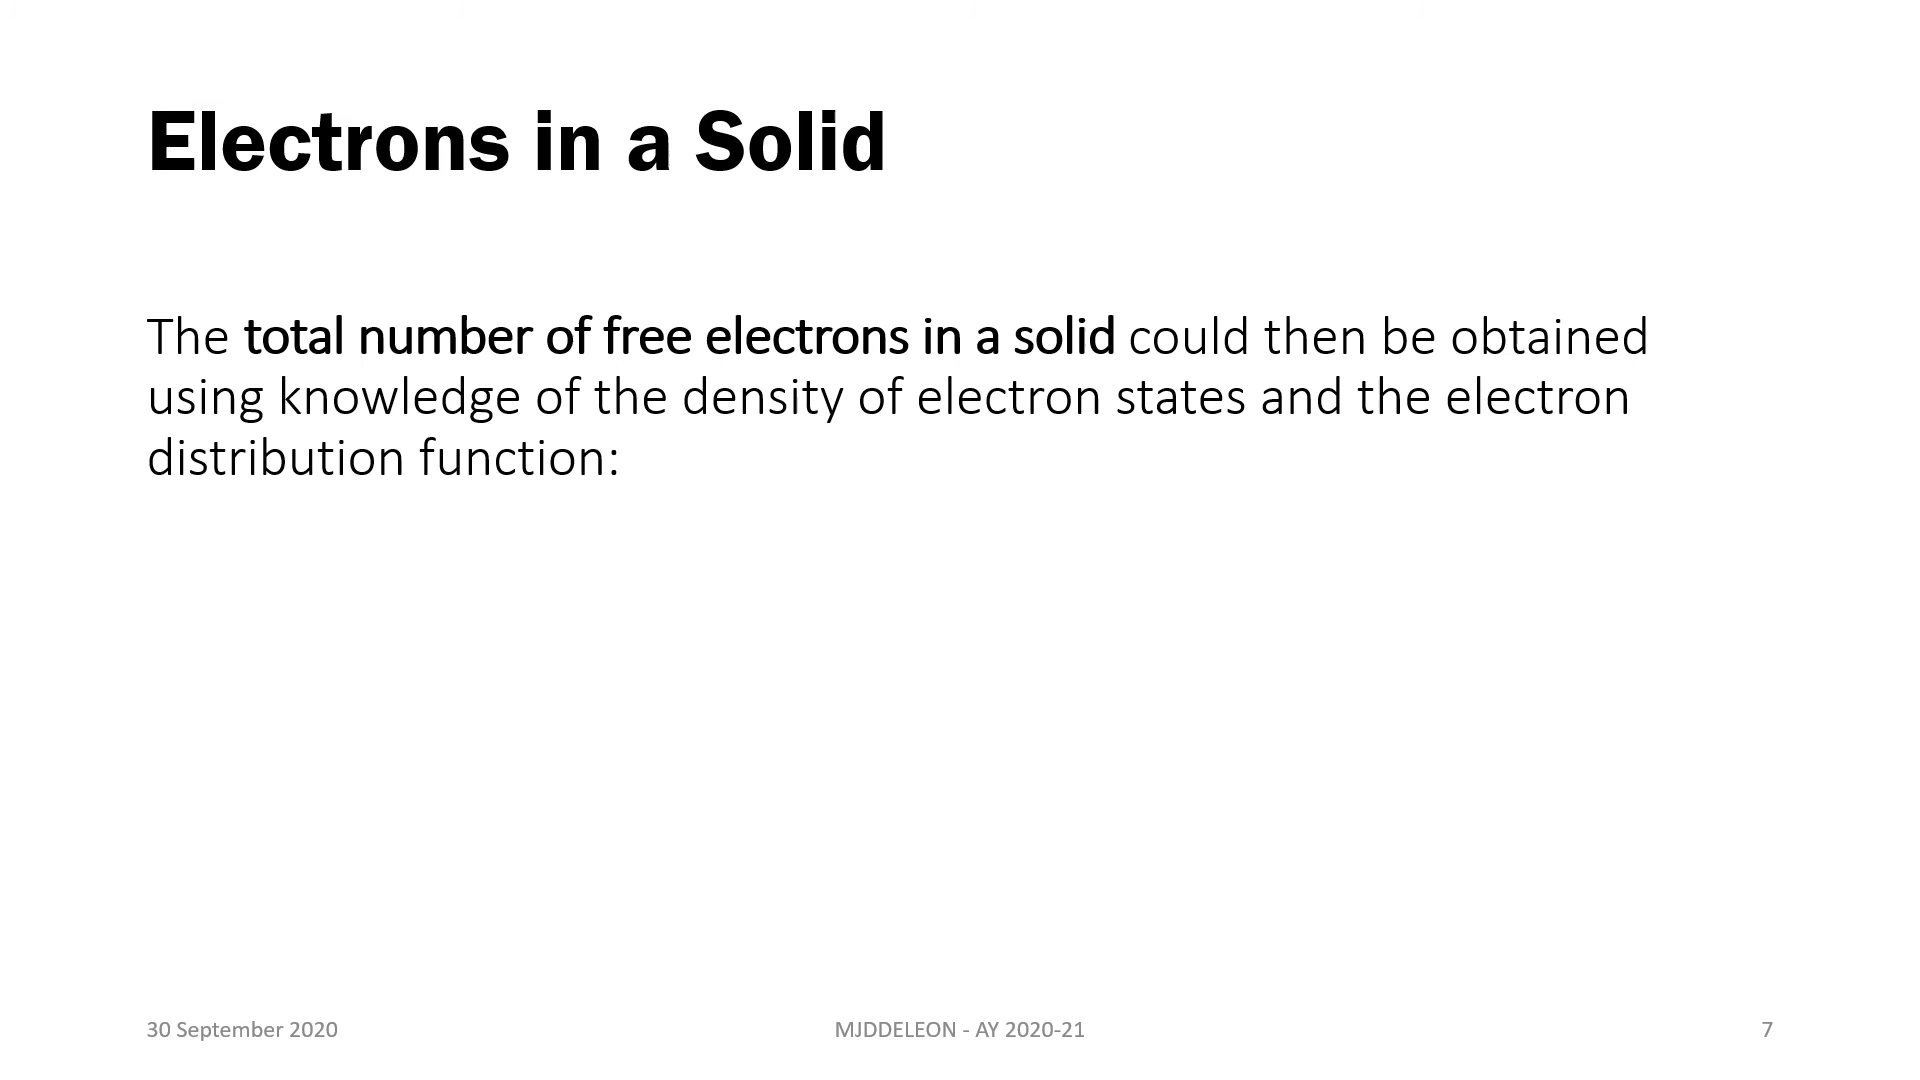 Electrons in a Solid
The total number of free electrons in a solid could then be obtained
using knowledge of the density of electron states and the electron
distribution function:
30 September 2020
MJDDELEON - AY 2020-21
7